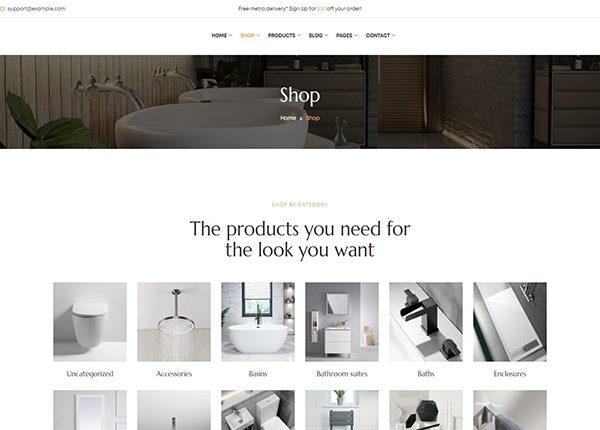 support@example.com
Free metro delivery* Sign Up for $30 off your order!
HOME SHOP PRODUCTS BLOG PAGES CONTACT
Shop
Home > Shop
SHOP BY CATEGORY
The products you need for
the look you want
Uncategorized Accessories Basins Bathroom suites Baths Enclosures